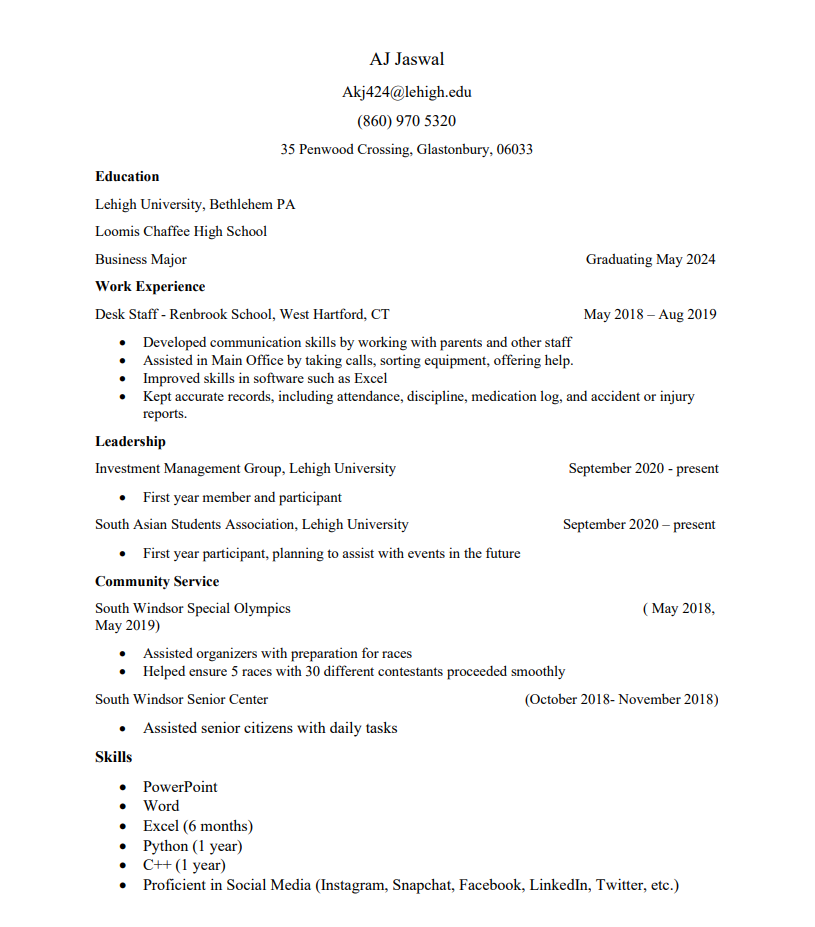 AJ Jaswal
Akj424@lehigh.edu
(860) 970 5320
35 Penwood Crossing, Glastonbury, 06033
Education
Lehigh University, Bethlehem PA
Loomis Chaffee High School
Business Major Graduating May 2024
Work Experience
Desk Staff - Renbrook School, West Hartford, CT May 2018 – Aug 2019
• Developed communication skills by working with parents and other staff
• Assisted in Main Office by taking calls, sorting equipment, offering help.
• Improved skills in software such as Excel
• Kept accurate records, including attendance, discipline, medication log, and accident or injury
reports.
Leadership
Investment Management Group, Lehigh University September 2020 - present
• First year member and participant
South Asian Students Association, Lehigh University September 2020 – present
• First year participant, planning to assist with events in the future
Community Service
South Windsor Special Olympics ( May 2018,
May 2019)
• Assisted organizers with preparation for races
• Helped ensure 5 races with 30 different contestants proceeded smoothly
South Windsor Senior Center (October 2018- November 2018)
• Assisted senior citizens with daily tasks
Skills
• PowerPoint
• Word
• Excel (6 months)
• Python (1 year)
• C++ (1 year)
• Proficient in Social Media (Instagram, Snapchat, Facebook, LinkedIn, Twitter, etc.)